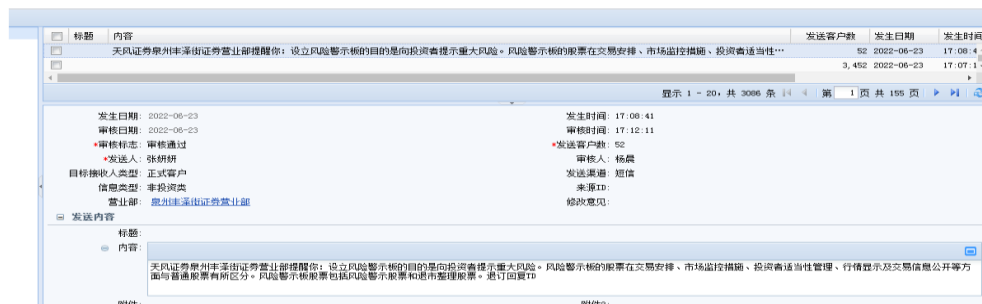 标题 内容 发送客户数 发生日期 发生时间
天风证券泉州丰泽街证券营业部提醒你：设立风险警示板的目的是向投资者提示重大风险。风险警示板的股票在交易安排、市场监控措施、投资者适当性… 52 2022-06-23 17:08:4
3,452 2022-06-23 17:07:1
显示 1 - 20，共 3086 条 第 1 页 共 155 页
发生日期: 2022-06-23 发生时间: 17:08:41
审核日期: 2022-06-23 审核时间: 17:12:11
*审核标志: 审核通过 *发送客户数: 52
*发送人: 张妍妍 审核人: 杨晨
目标接收人类型: 正式客户 发送渠道: 短信
信息类型: 非投资类 来源ID:
营业部: 泉州丰泽街证券营业部 修改意见:
发送内容
标题:
内容:
天风证券泉州丰泽街证券营业部提醒你：设立风险警示板的目的是向投资者提示重大风险。风险警示板的股票在交易安排、市场监控措施、投资者适当性管理、行情显示及交易信息公开等方
面与普通股票有所区分。风险警示板股票包括风险警示股票和退市整理股票。退订回复TD